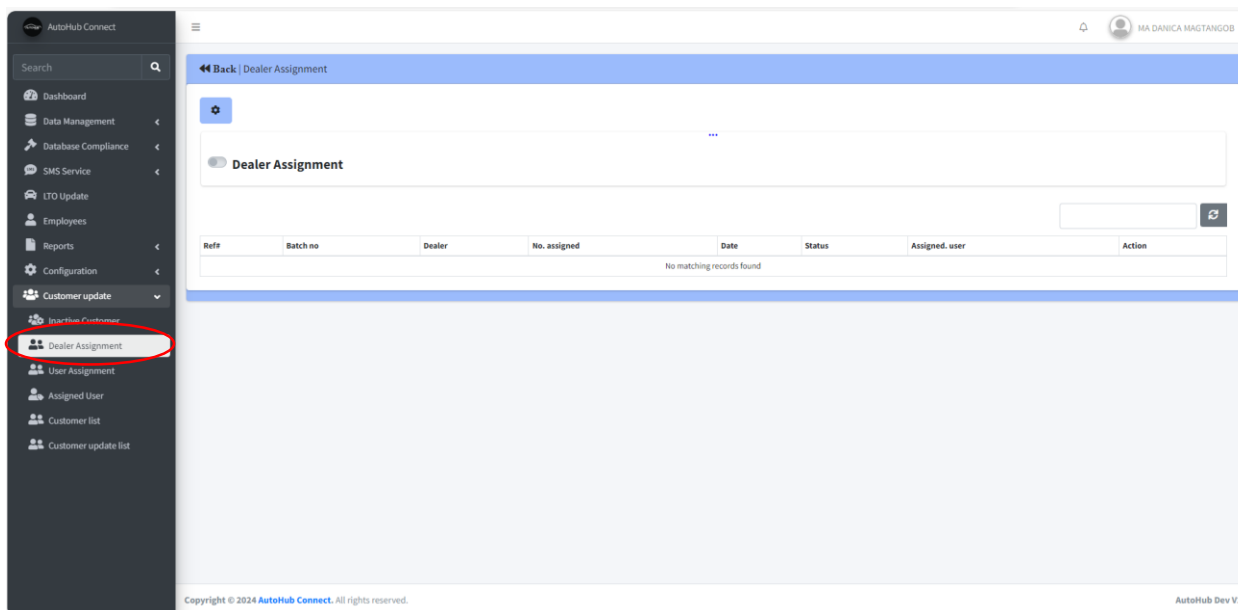 AutoHub Connect
MA DANICA MAGTANGOB
Search
Back | Dealer Assignment
Dashboard
Data Management
Database Compliance
SMS Service
LTO Update
Employees
Reports
Configuration
Customer update
Inactive Customer
Dealer Assignment
User Assignment
Assigned User
Customer list
Customer update list
...
Dealer Assignment
Ref# Batch no Dealer No. assigned Date Status Assigned. user Action
No matching records found
Copyright © 2024 AutoHub Connect. All rights reserved.
AutoHub Dev V.